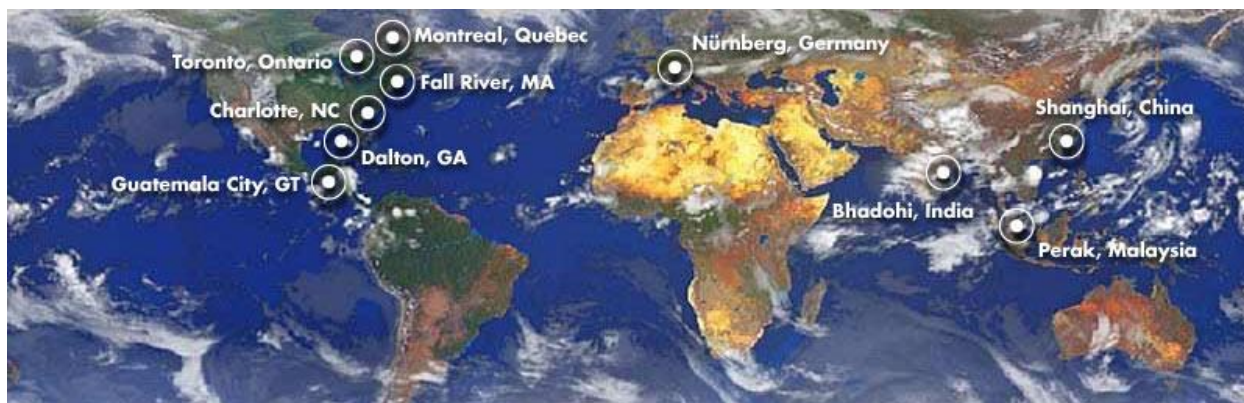 Montreal, Quebec
Nürnberg, Germany
Toronto, Ontario
Fall River, MA
Charlotte, NC
Shanghai, China
Dalton, GA
Guatemala City, GT
Bhadohi, India
Perak, Malaysia